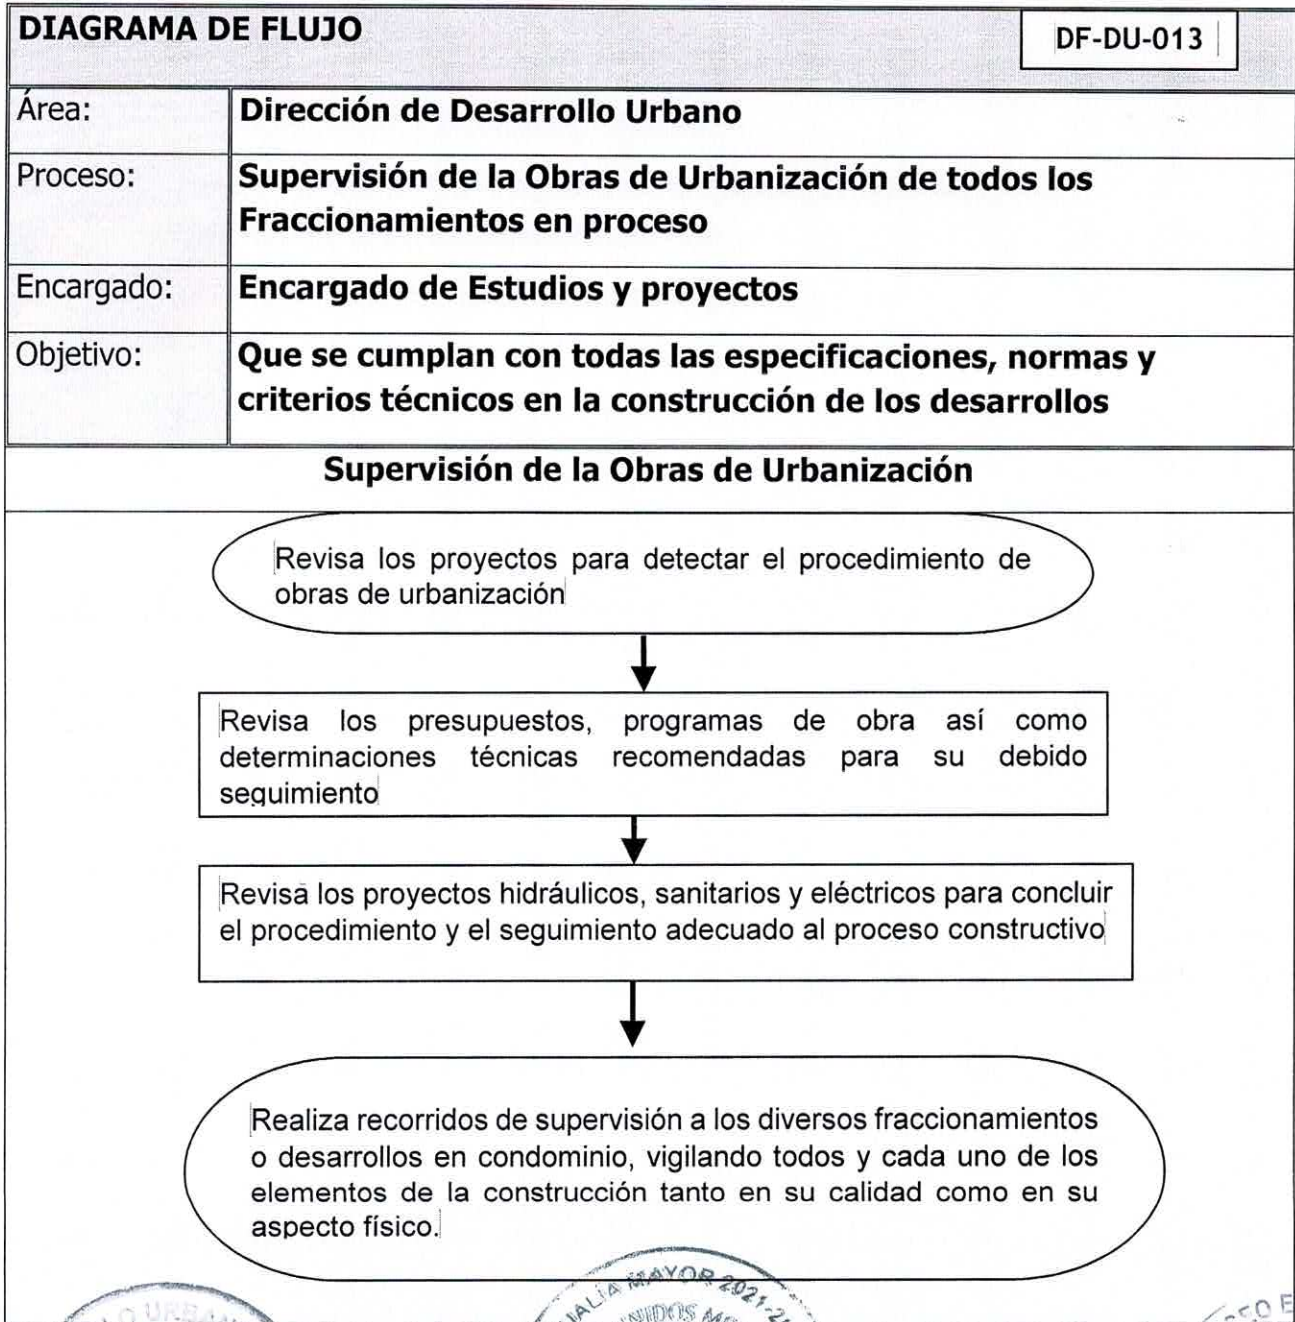 DIAGRAMA DE FLUJO
DF-DU-013
Área:
Dirección de Desarrollo Urbano
Proceso:
Supervisión de la Obras de Urbanización de todos los
Fraccionamientos en proceso
Encargado:
Encargado de Estudios y proyectos
Objetivo:
Que se cumplan con todas las especificaciones, normas y
criterios técnicos en la construcción de los desarrollos
Supervisión de la Obras de Urbanización
Revisa los proyectos para detectar el procedimiento de
obras de urbanización
Revisa los presupuestos, programas de obra así como
determinaciones técnicas recomendadas para su debido
seguimiento
Revisa los proyectos hidráulicos, sanitarios y eléctricos para concluir
el procedimiento y el seguimiento adecuado al proceso constructivo
Realiza recorridos de supervisión a los diversos fraccionamientos
o desarrollos en condominio, vigilando todos y cada uno de los
elementos de la construcción tanto en su calidad como en su
aspecto físico.
MAYOR